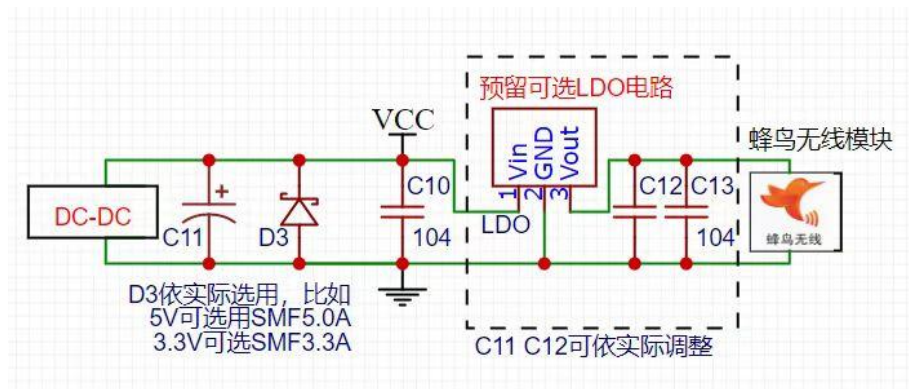 预留可选LDO电路
VCC
蜂鸟无线模块
DC-DC
C11
+
D3
C10
104
1 Vin
2 GND
3 Vout
LDO
C12
C13
104
蜂鸟无线
D3依实际选用，比如
5V可选用SMF5.0A
3.3V可选SMF3.3A
C11 C12可依实际调整